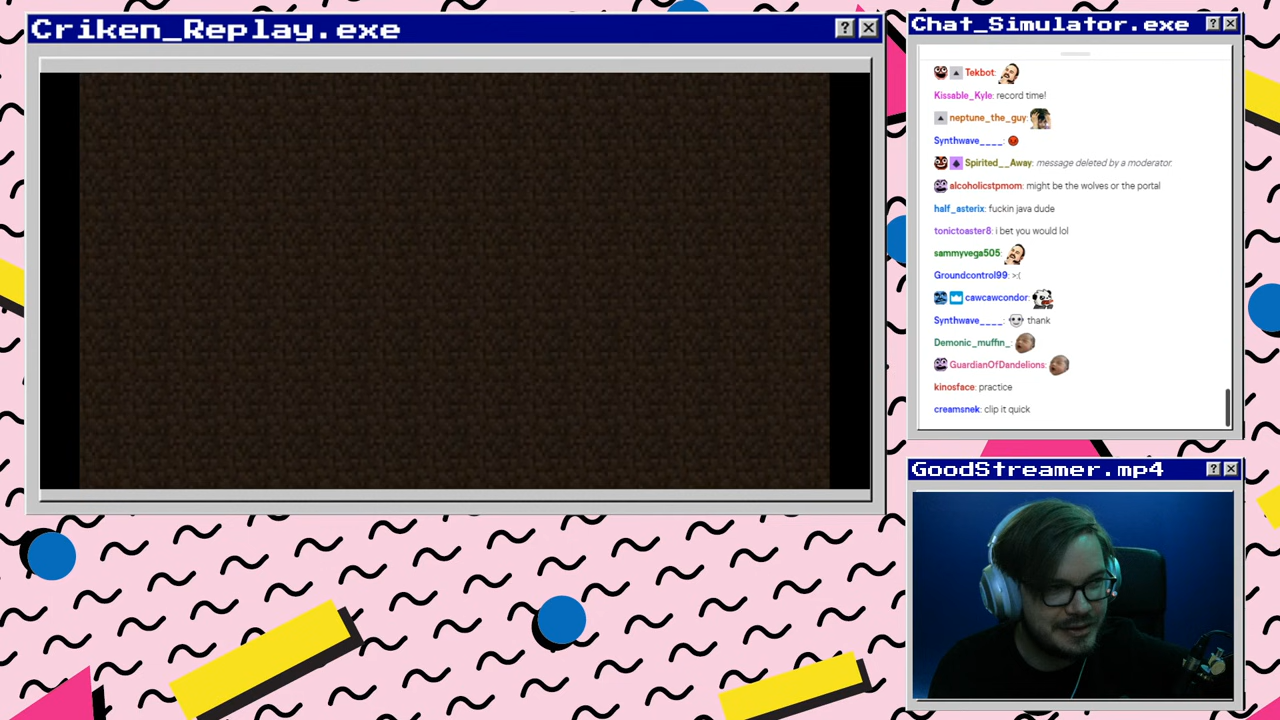 Criken_Replay.exe
Chat_Simulator.exe
Tekbot:
Kissable_Kyle: record time!
neptune_the_guy:
Synthwave____:
Spirited__Away: message deleted by a moderator.
alcoholicstpmom: might be the wolves or the portal
half_asterix: fuckin java dude
tonictoaster8: i bet you would lol
sammyvega505:
Groundcontrol99: >:(
cawcawcondor:
Synthwave____: thank
Demonic_muffin_:
GuardianOfDandelions:
kinosface: practice
creamsnek: clip it quick
GoodStreamer.mp4